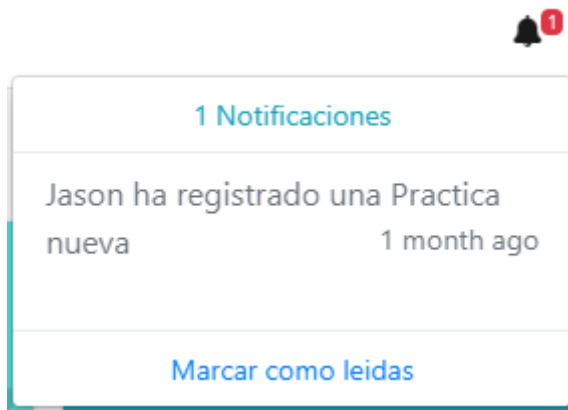 1
1 Notificaciones
Jason ha registrado una Practica
nueva 1 month ago
Marcar como leidas